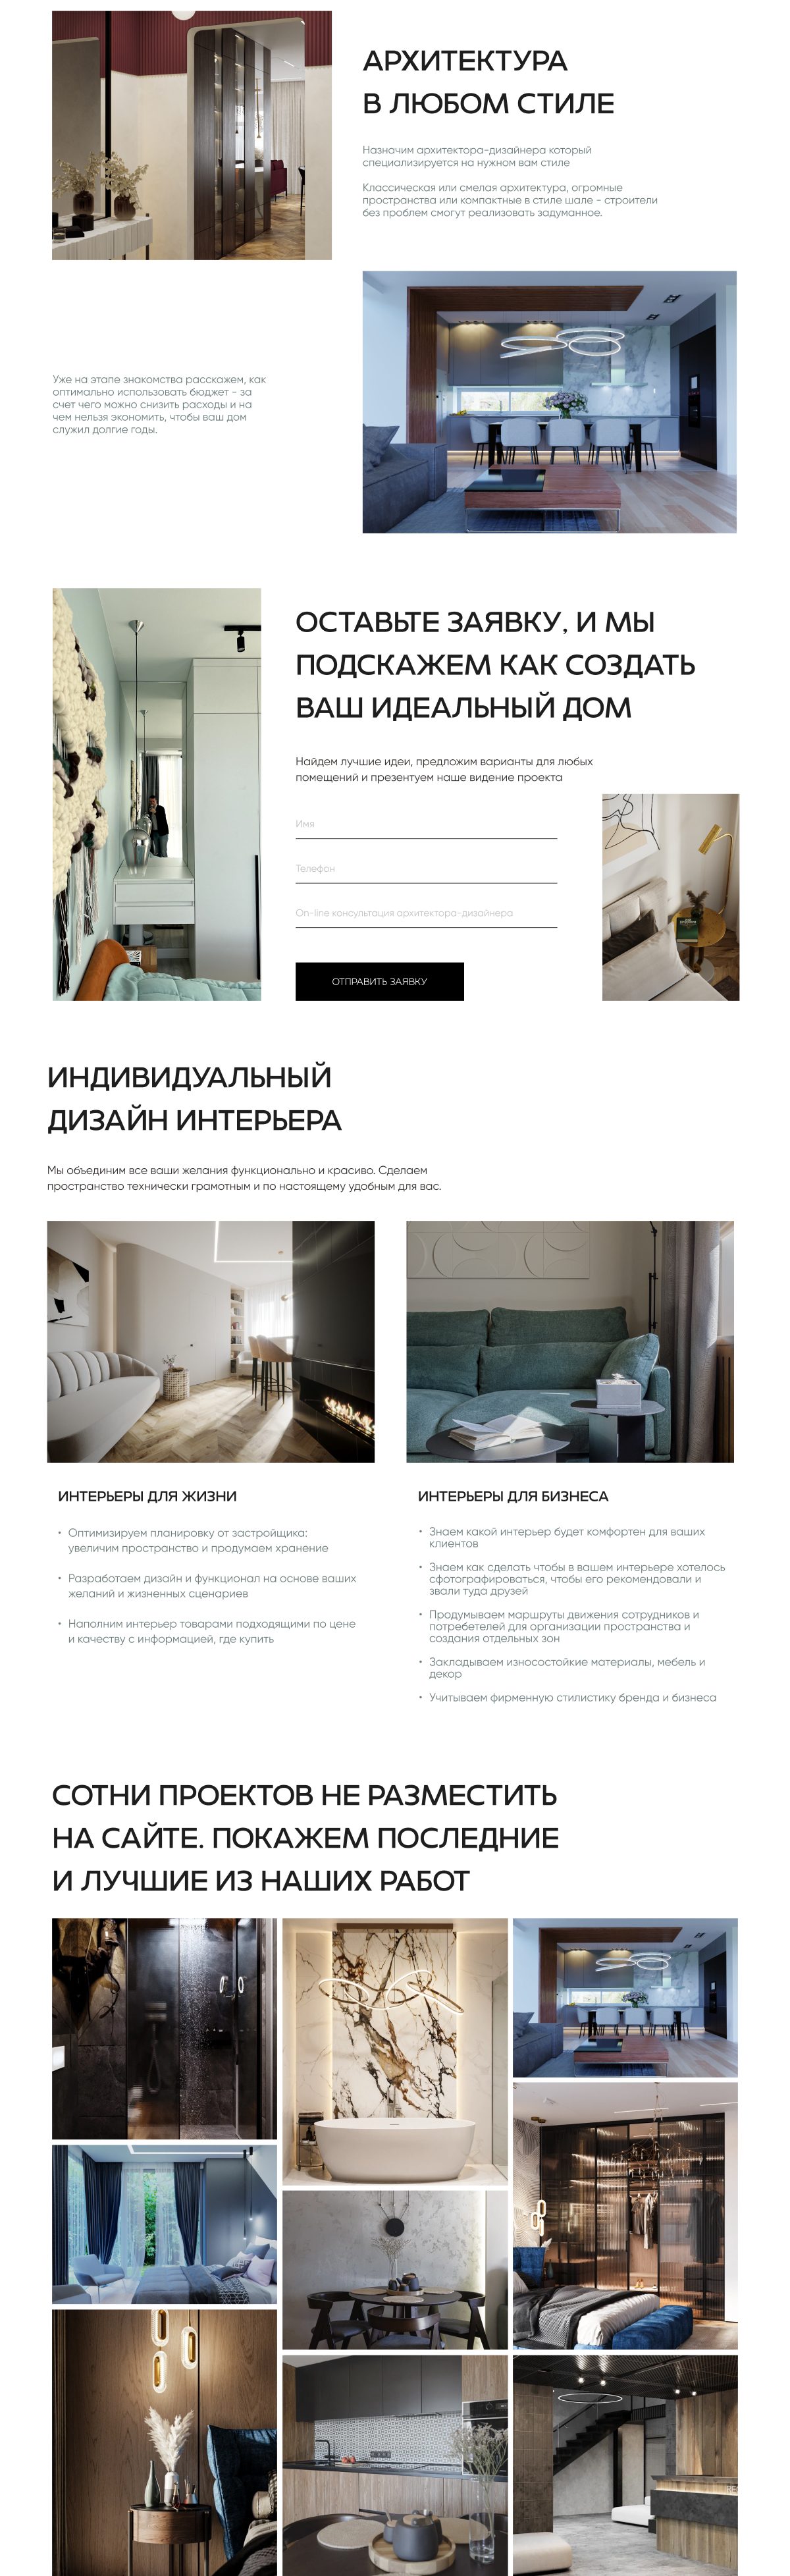 АРХИТЕКТУРА
В ЛЮБОМ СТИЛЕ
Назначим архитектора-дизайнера который
специализируется на нужном вам стиле
Классическая или смелая архитектура, огромные
пространства или компактные в стиле шале - строители
без проблем смогут реализовать задуманное.
Уже на этапе знакомства расскажем, как
оптимально использовать бюджет - за
счет чего можно снизить расходы и на
чем нельзя экономить, чтобы ваш дом
служил долгие годы.
ОСТАВЬТЕ ЗАЯВКУ, И МЫ
ПОДСКАЖЕМ КАК СОЗДАТЬ
ВАШ ИДЕАЛЬНЫЙ ДОМ
Найдем лучшие идеи, предложим варианты для любых
помещений и презентуем наше видение проекта
Имя
Телефон
On-line консультация архитектора-дизайнера
ОТПРАВИТЬ ЗАЯВКУ
ИНДИВИДУАЛЬНЫЙ
ДИЗАЙН ИНТЕРЬЕРА
Мы объединим все ваши желания функционально и красиво. Сделаем
пространство технически грамотным и по настоящему удобным для вас.
ИНТЕРЬЕРЫ ДЛЯ ЖИЗНИ
• Оптимизируем планировку от застройщика:
увеличим пространство и продумаем хранение
• Разработаем дизайн и функционал на основе ваших
желаний и жизненных сценариев
• Наполним интерьер товарами подходящими по цене
и качеству с информацией, где купить
ИНТЕРЬЕРЫ ДЛЯ БИЗНЕСА
• Знаем какой интерьер будет комфортен для ваших
клиентов
• Знаем как сделать чтобы в вашем интерьере хотелось
сфотографироваться, чтобы его рекомендовали и
звали туда друзей
• Продумываем маршруты движения сотрудников и
потребетелей для организации пространства и
создания отдельных зон
• Закладываем износостойкие материалы, мебель и
декор
• Учитываем фирменную стилистику бренда и бизнеса
СОТНИ ПРОЕКТОВ НЕ РАЗМЕСТИТЬ
НА САЙТЕ. ПОКАЖЕМ ПОСЛЕДНИЕ
И ЛУЧШИЕ ИЗ НАШИХ РАБОТ